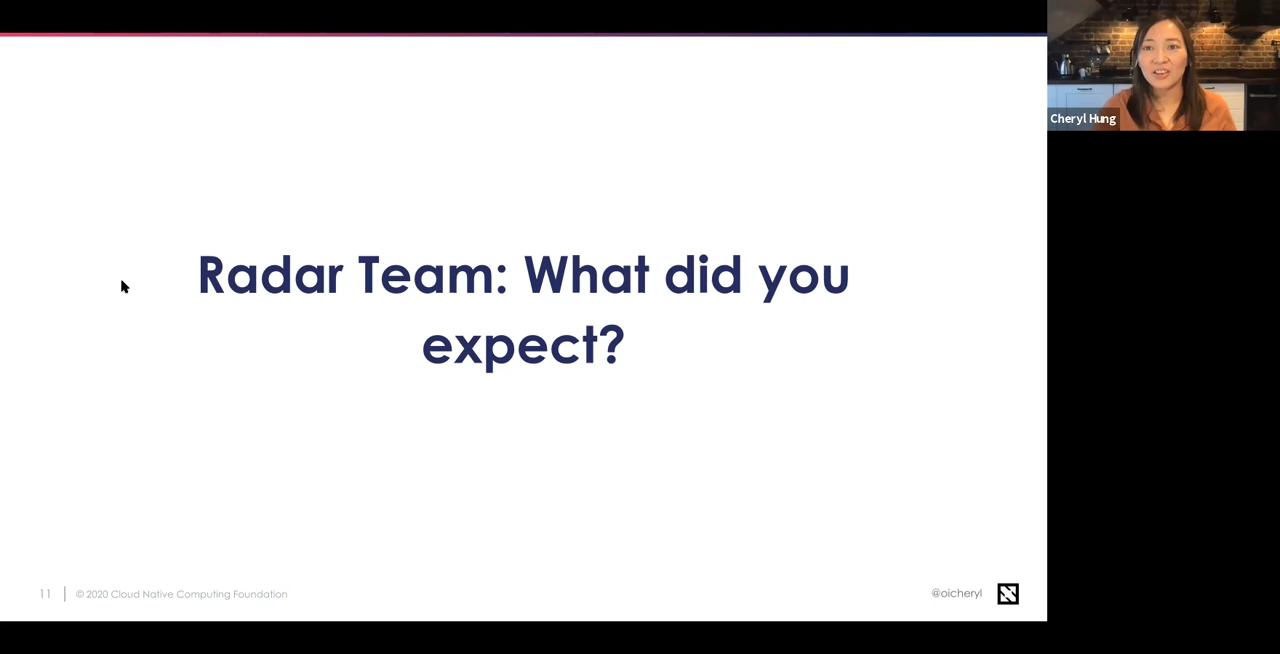 Cheryl Hung
Radar Team: What did you
expect?
11
© 2020 Cloud Native Computing Foundation
@oicheryl